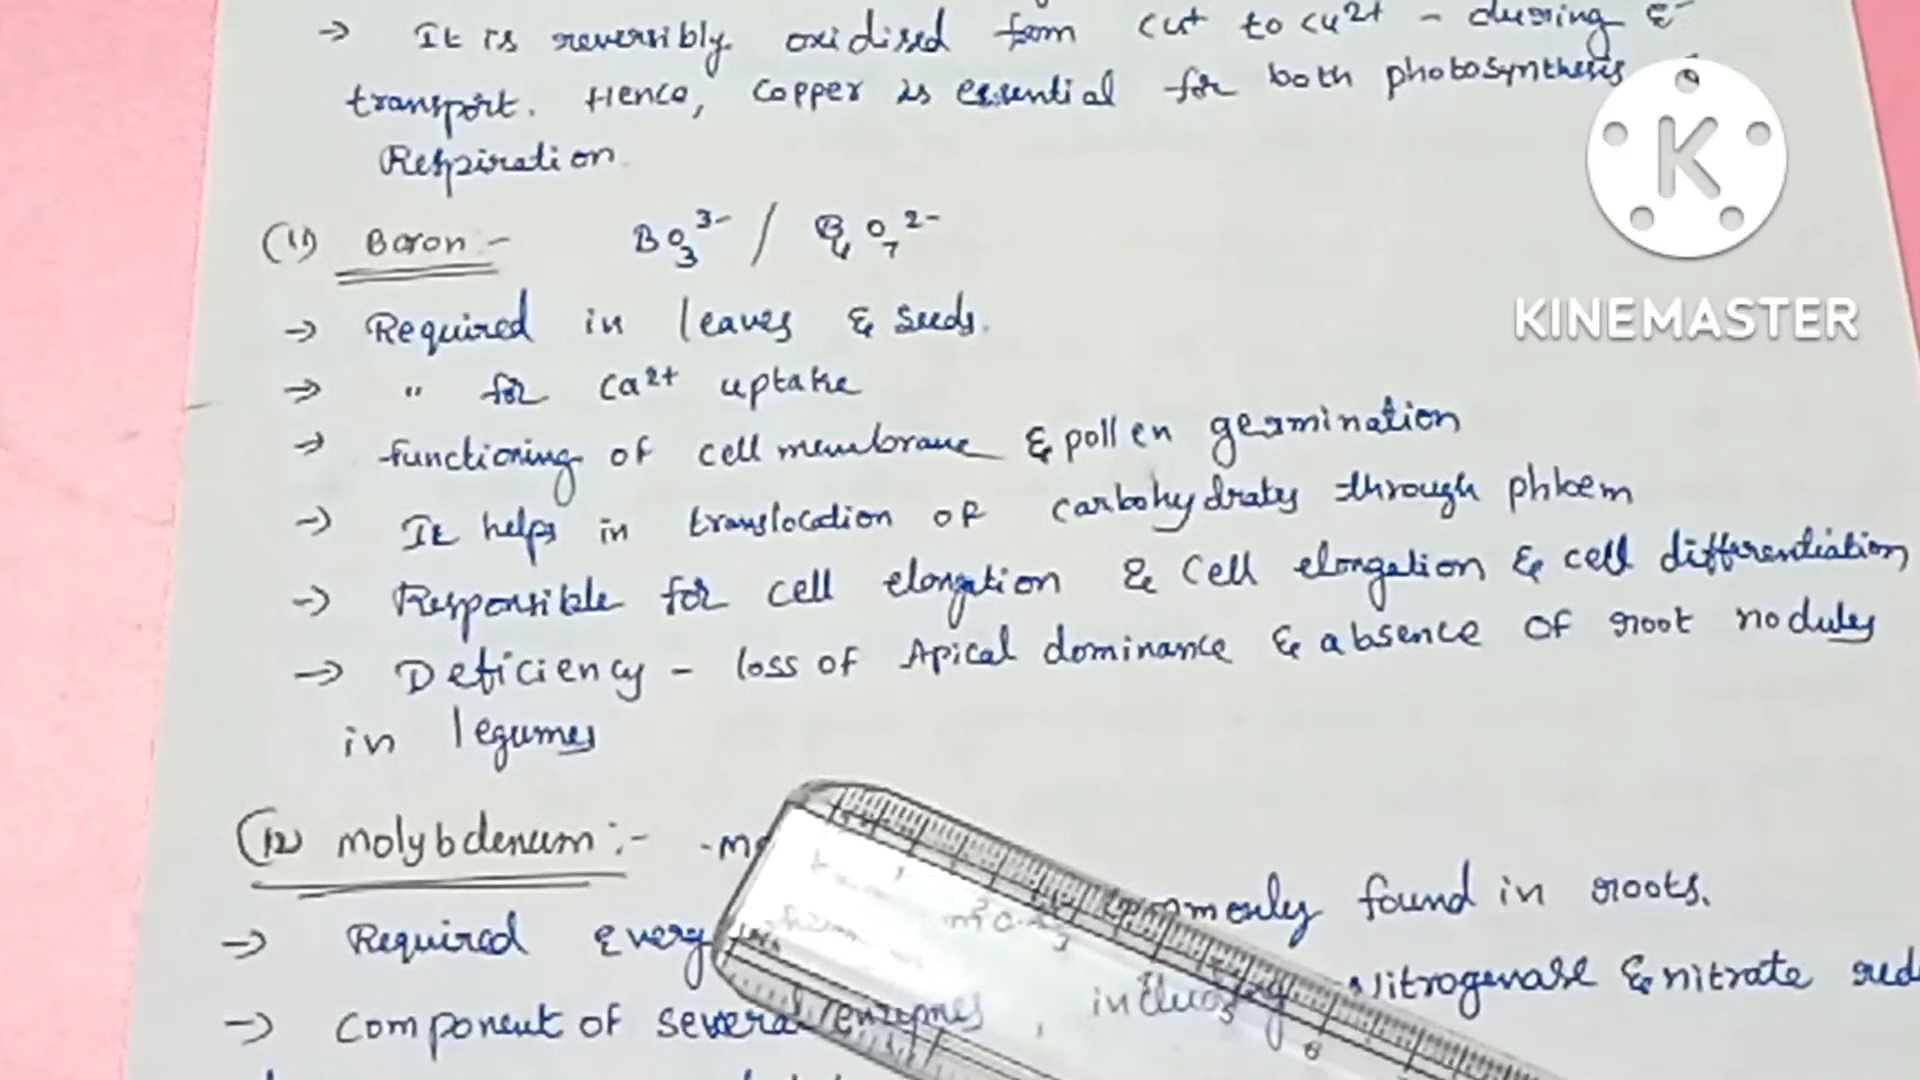 → It is reversibly oxidised from Cu+ to Cu2+ - during e-
transport. Hence, Copper is essential for both photosynthesis
Respiration.
K
KINEMASTER
(11) Boron :- BO3 3- / B4O7 2-
→ Required in leaves & Seeds.
→ " for Ca2+ uptake
→ functioning of cell membrane & pollen germination
→ It helps in translocation of carbohydrates through phloem
→ Responsible for cell elongation & Cell elongation & cell differentiation
→ Deficiency - loss of Apical dominance & absence of root nodules
in legumes
(12) Molybdenum :-
→ Required every commonly found in roots.
→ Component of several enzymes, including Nitrogenase & nitrate